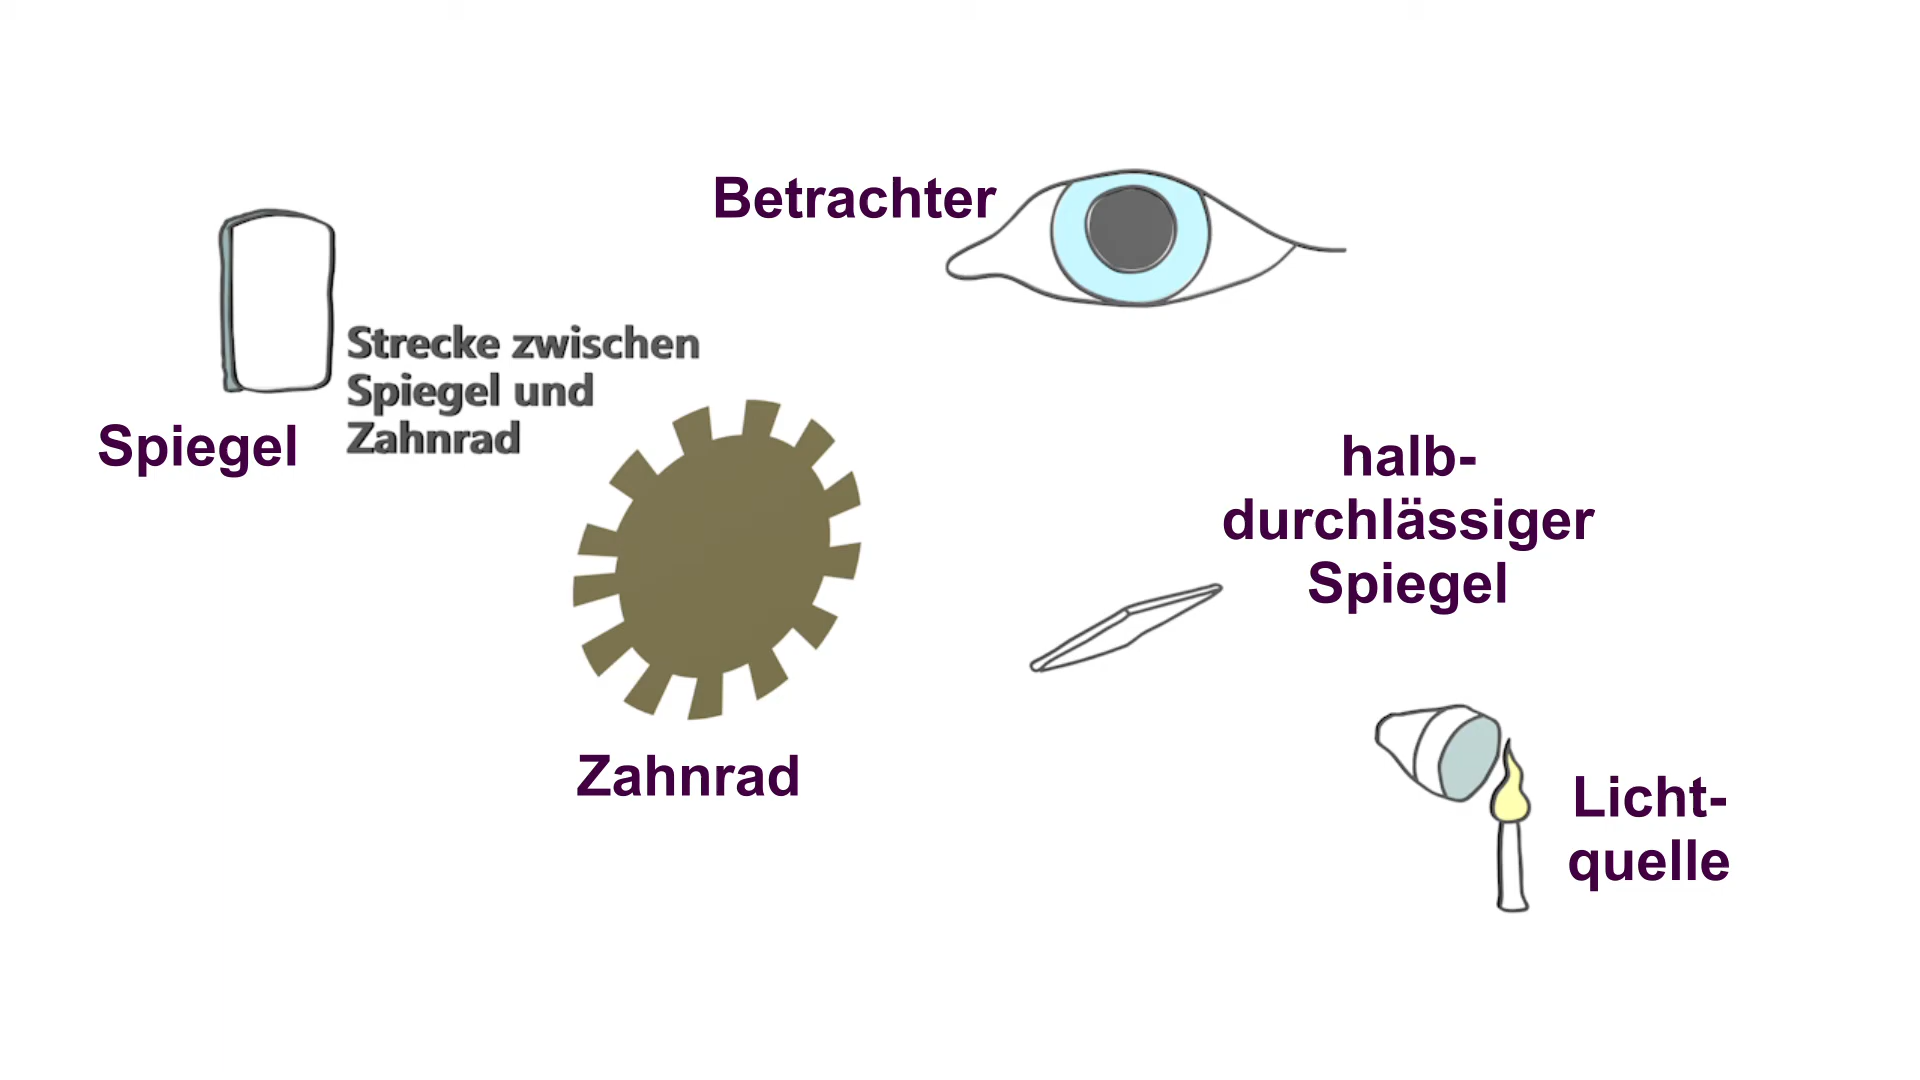 Betrachter
Strecke zwischen
Spiegel und
Zahnrad
Spiegel
halb-
durchlässiger
Spiegel
Zahnrad
Licht-
quelle